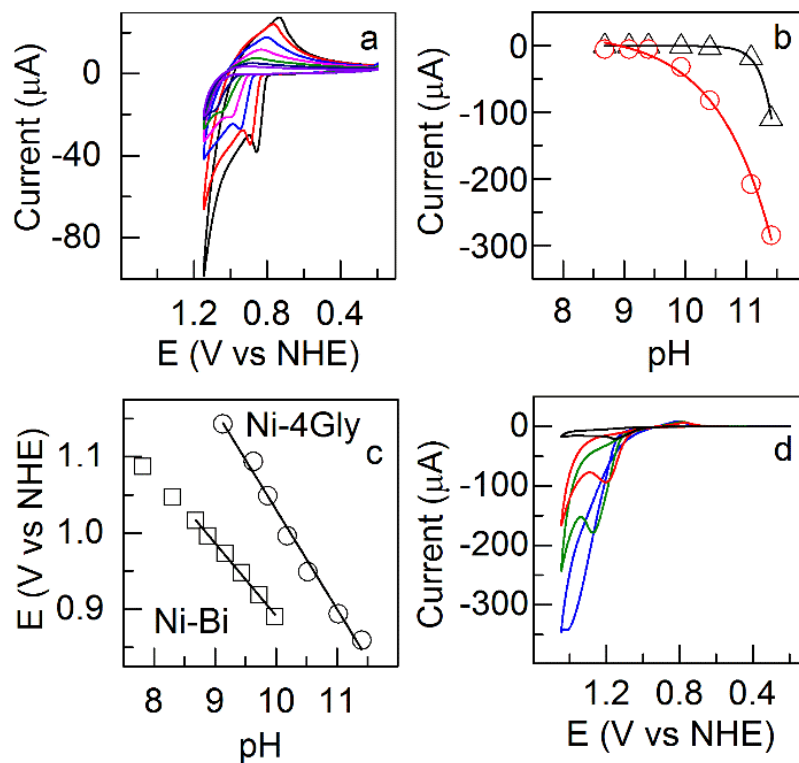 a
Current (μA)
0
-40
-80
1.2 0.8 0.4
E (V vs NHE)
b
Current (μA)
0
-100
-200
-300
8 9 10 11
pH
c
Ni-4Gly
Ni-Bi
E (V vs NHE)
1.1
1.0
0.9
8 9 10 11
pH
d
Current (μA)
0
-100
-200
-300
1.2 0.8 0.4
E (V vs NHE)